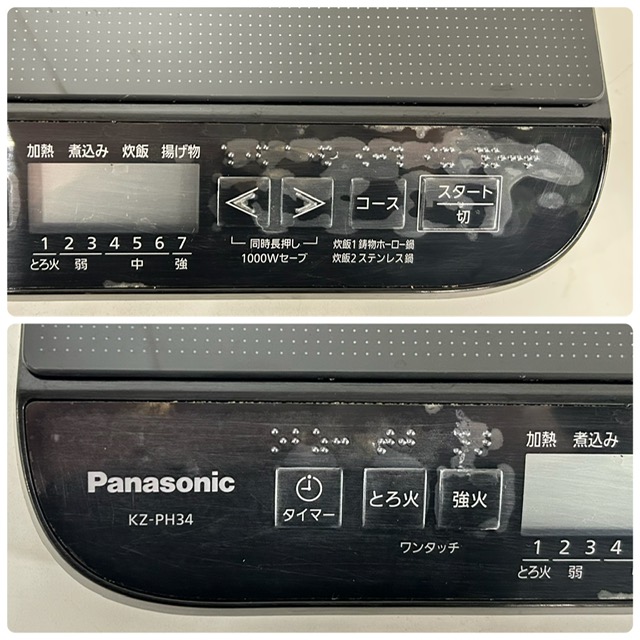 加熱 煮込み 炊飯 揚げ物
≪ ≫ コース スタート
切
1 2 3 4 5 6 7
とろ火 弱 中 強
同時長押し
1000Wセーブ
炊飯1 鋳物ホーロー鍋
炊飯2 ステンレス鍋
加熱 煮込み
Panasonic
KZ-PH34
タイマー とろ火 強火
ワンタッチ
1 2 3 4
とろ火 弱